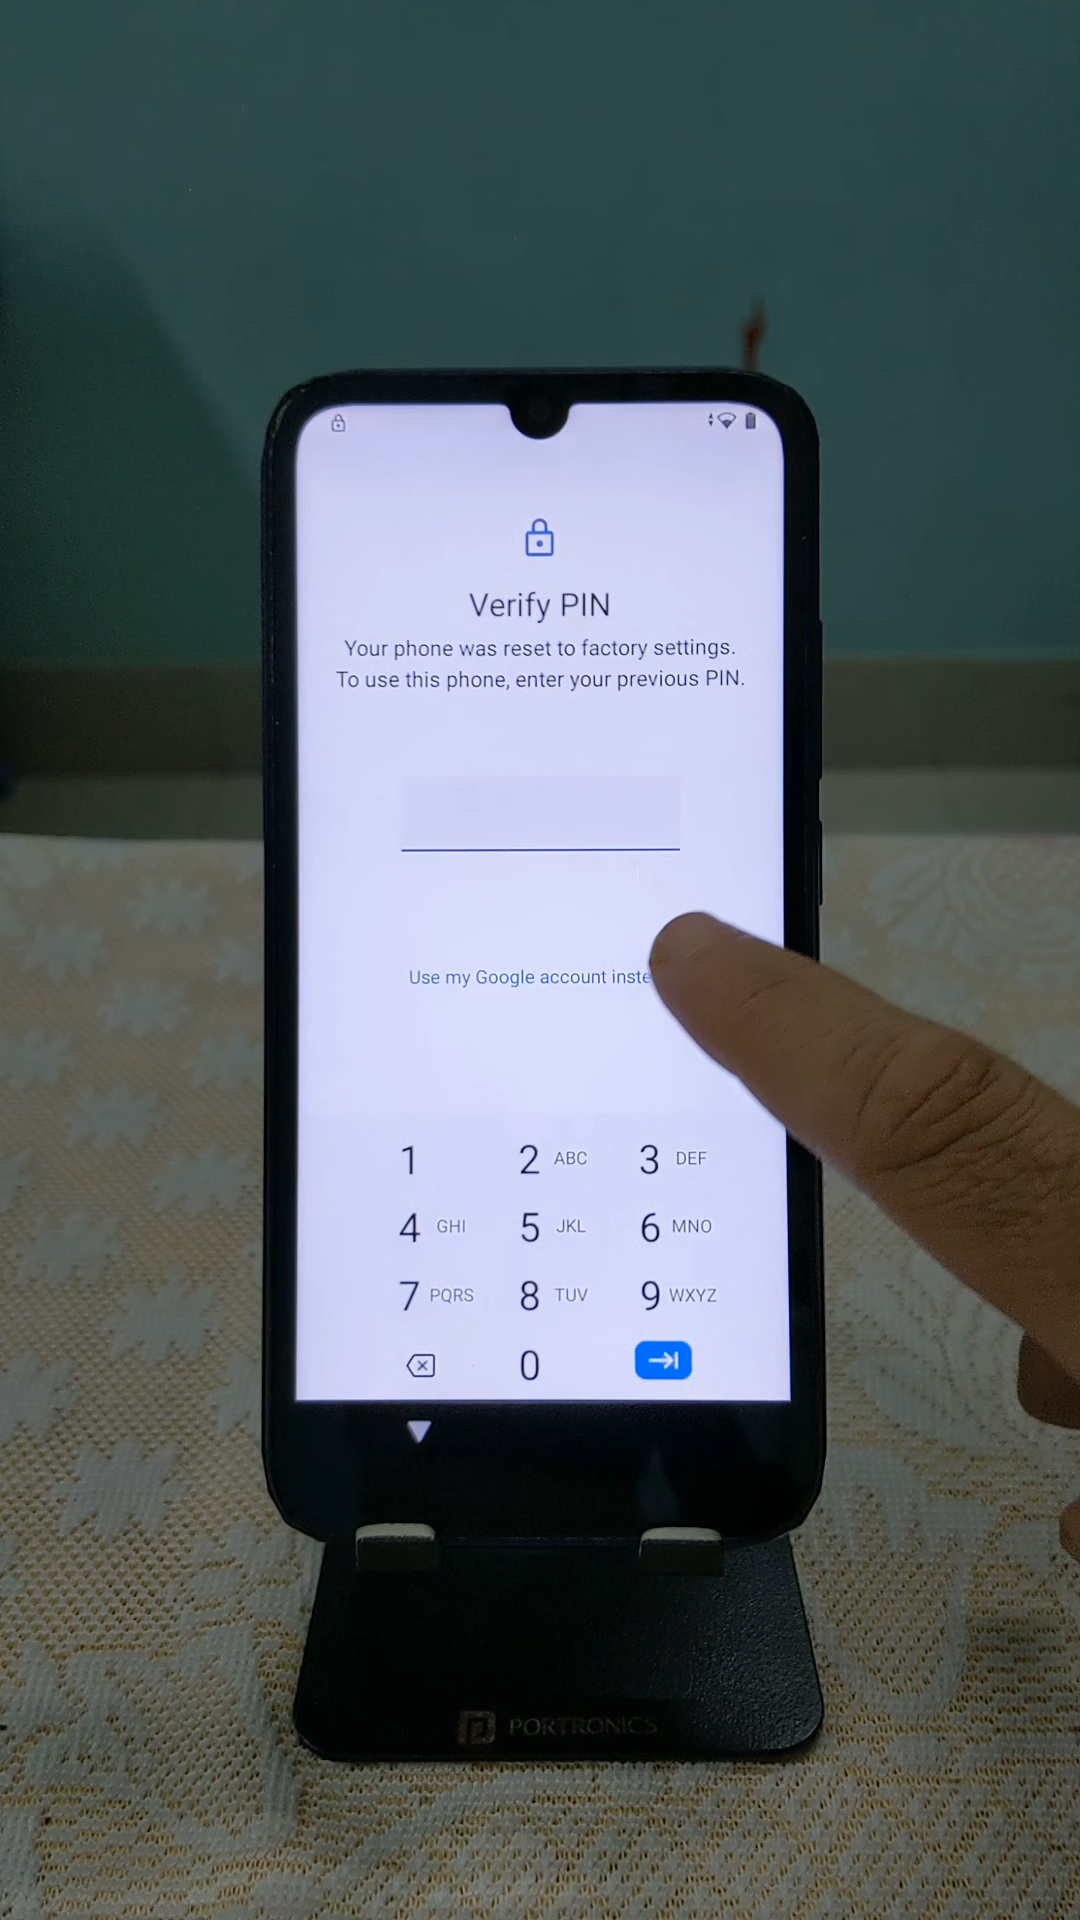 Verify PIN
Your phone was reset to factory settings.
To use this phone, enter your previous PIN.
Use my Google account inste
1 2 ABC 3 DEF
4 GHI 5 JKL 6 MNO
7 PQRS 8 TUV 9 WXYZ
0
PORTRONICS